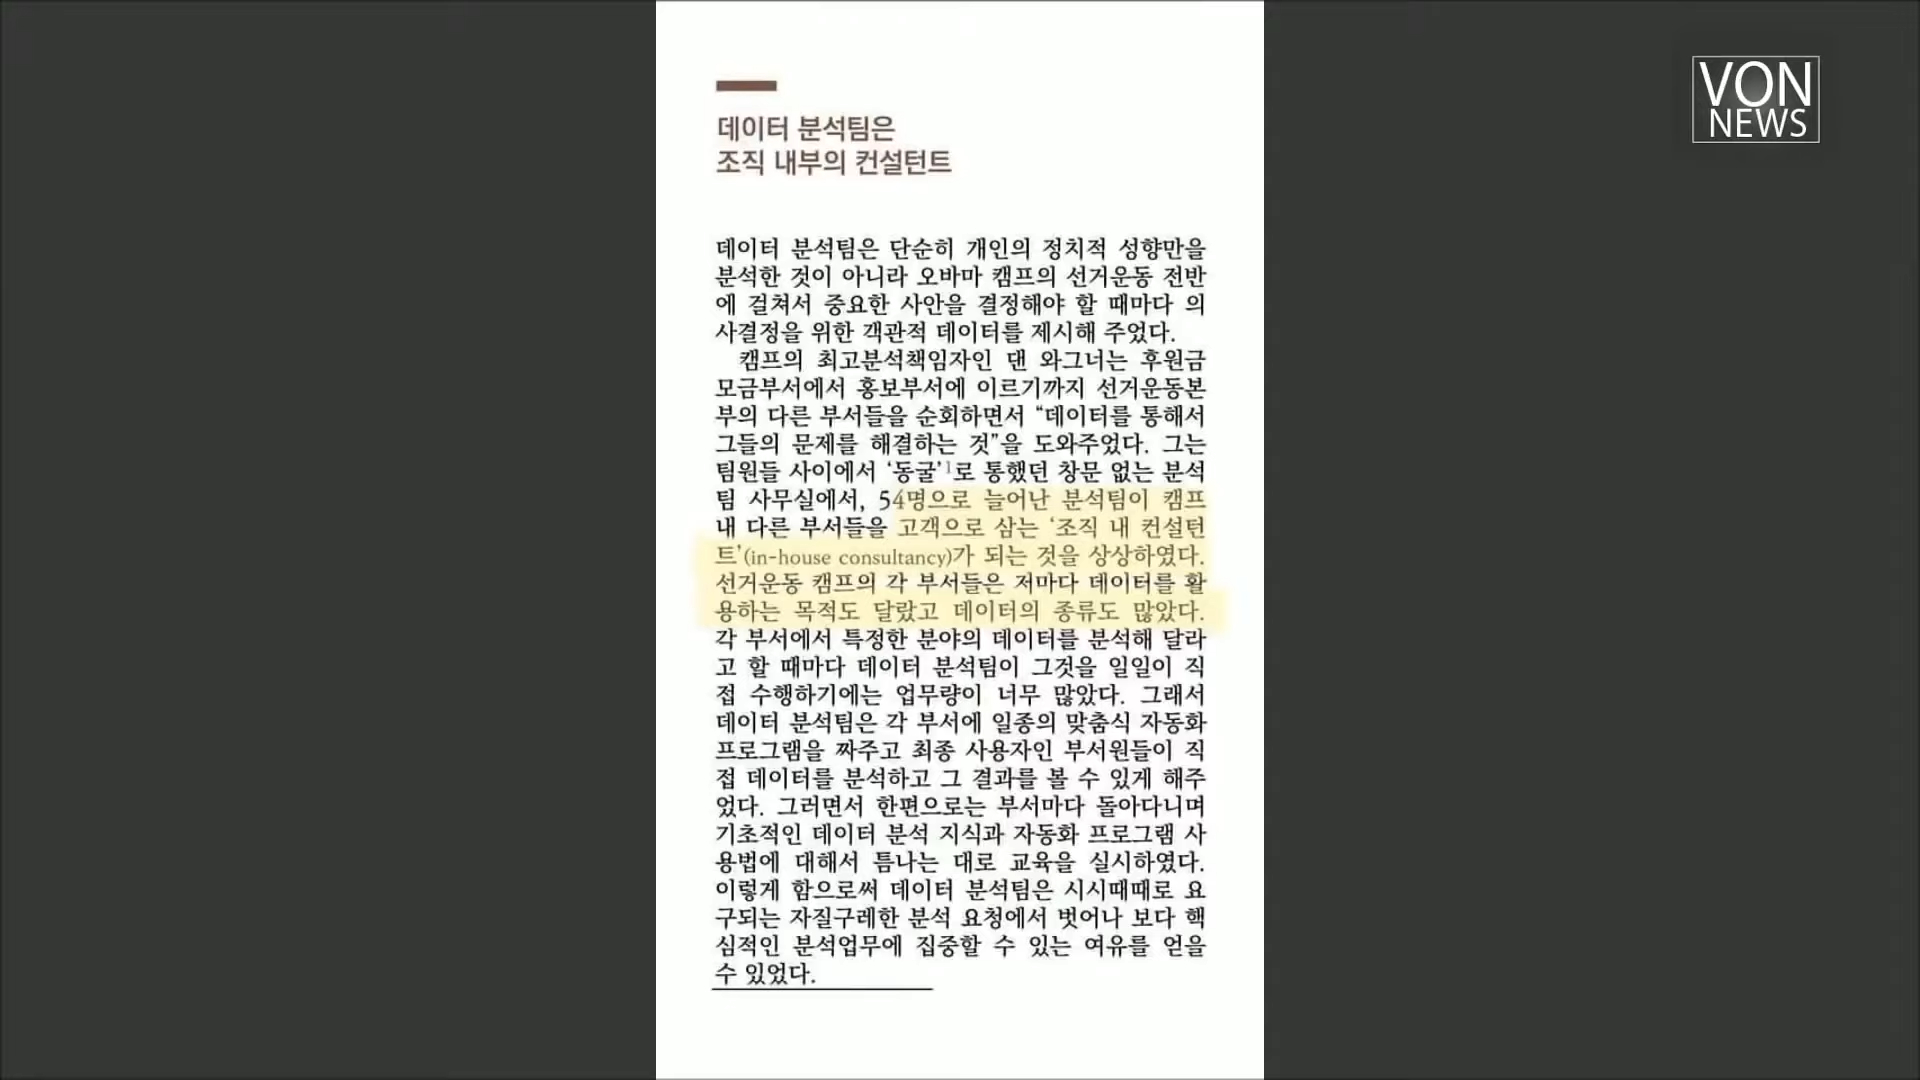 VON
NEWS
데이터 분석팀은
조직 내부의 컨설턴트
데이터 분석팀은 단순히 개인의 정치적 성향만을
분석한 것이 아니라 오바마 캠프의 선거운동 전반
에 걸쳐서 중요한 사안을 결정해야 할 때마다 의
사결정을 위한 객관적 데이터를 제시해 주었다.
캠프의 최고분석책임자인 댄 와그너는 후원금
모금부서에서 홍보부서에 이르기까지 선거운동본
부의 다른 부서들을 순회하면서 “데이터를 통해서
그들의 문제를 해결하는 것”을 도와주었다. 그는
팀원들 사이에서 ‘동굴’1로 통했던 창문 없는 분석
팀 사무실에서, 54명으로 늘어난 분석팀이 캠프
내 다른 부서들을 고객으로 삼는 ‘조직 내 컨설턴
트’(in-house consultancy)가 되는 것을 상상하였다.
선거운동 캠프의 각 부서들은 저마다 데이터를 활
용하는 목적도 달랐고 데이터의 종류도 많았다.
각 부서에서 특정한 분야의 데이터를 분석해 달라
고 할 때마다 데이터 분석팀이 그것을 일일이 직
접 수행하기에는 업무량이 너무 많았다. 그래서
데이터 분석팀은 각 부서에 일종의 맞춤식 자동화
프로그램을 짜주고 최종 사용자인 부서원들이 직
접 데이터를 분석하고 그 결과를 볼 수 있게 해주
었다. 그러면서 한편으로는 부서마다 돌아다니며
기초적인 데이터 분석 지식과 자동화 프로그램 사
용법에 대해서 틈나는 대로 교육을 실시하였다.
이렇게 함으로써 데이터 분석팀은 시시때때로 요
구되는 자질구레한 분석 요청에서 벗어나 보다 핵
심적인 분석업무에 집중할 수 있는 여유를 얻을
수 있었다.